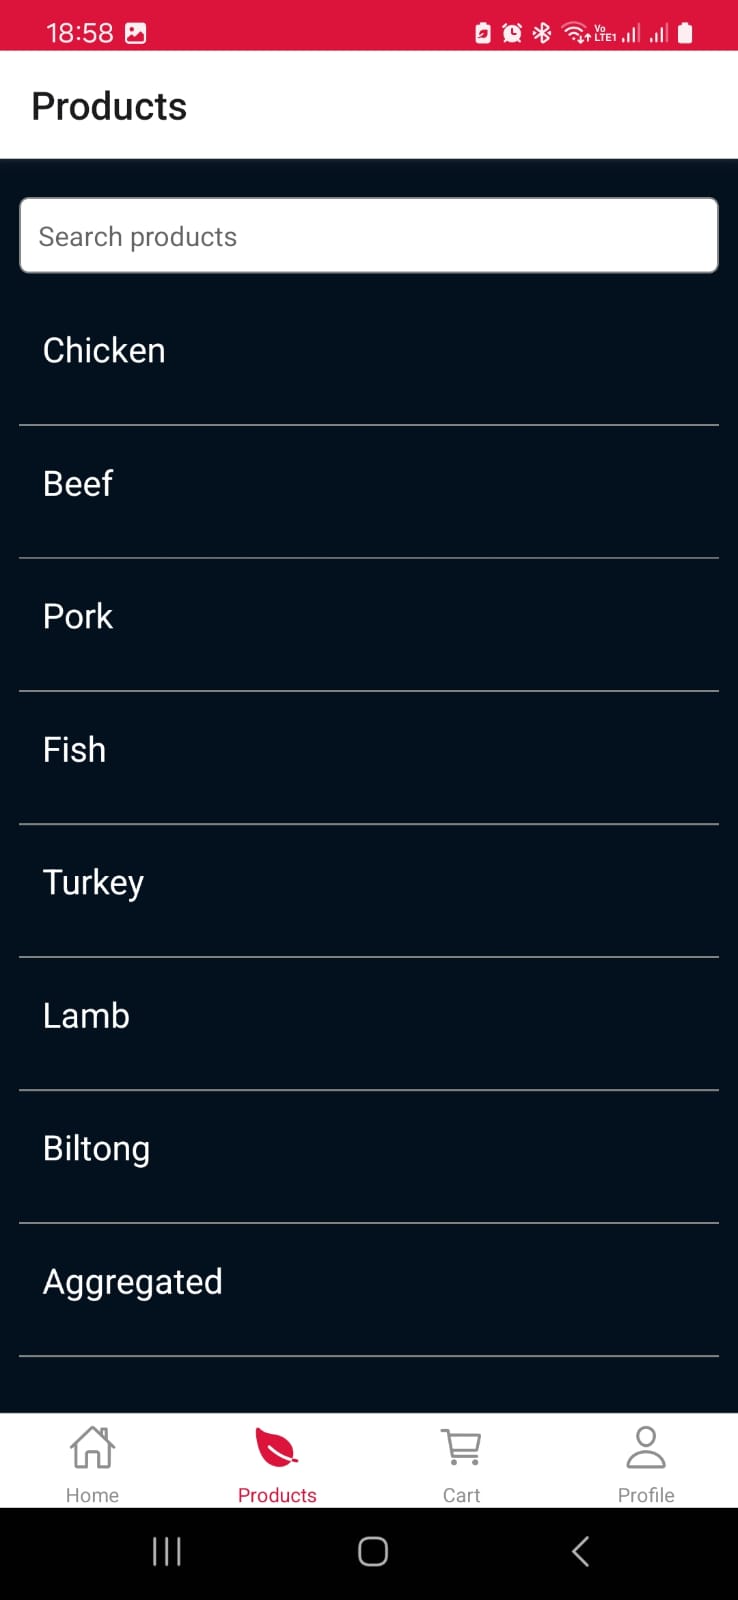 18:58
Vo
LTE1
Products
Search products
Chicken
Beef
Pork
Fish
Turkey
Lamb
Biltong
Aggregated
Home
Products
Cart
Profile